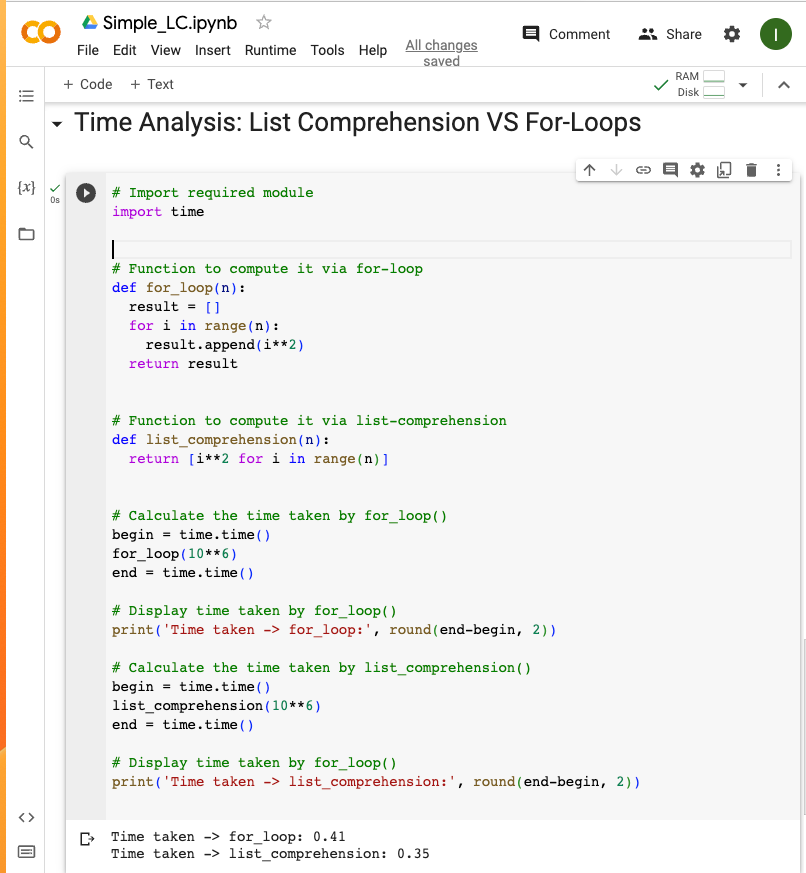 Simple_LC.ipynb
Comment
Share
I
File Edit View Insert Runtime Tools Help All changes saved
+ Code + Text
RAM
Disk
Time Analysis: List Comprehension VS For-Loops
{x}
0s
# Import required module
import time
# Function to compute it via for-loop
def for_loop(n):
  result = []
  for i in range(n):
    result.append(i**2)
  return result
# Function to compute it via list-comprehension
def list_comprehension(n):
  return [i**2 for i in range(n)]
# Calculate the time taken by for_loop()
begin = time.time()
for_loop(10**6)
end = time.time()
# Display time taken by for_loop()
print('Time taken -> for_loop:', round(end-begin, 2))
# Calculate the time taken by list_comprehension()
begin = time.time()
list_comprehension(10**6)
end = time.time()
# Display time taken by for_loop()
print('Time taken -> list_comprehension:', round(end-begin, 2))
Time taken -> for_loop: 0.41
Time taken -> list_comprehension: 0.35